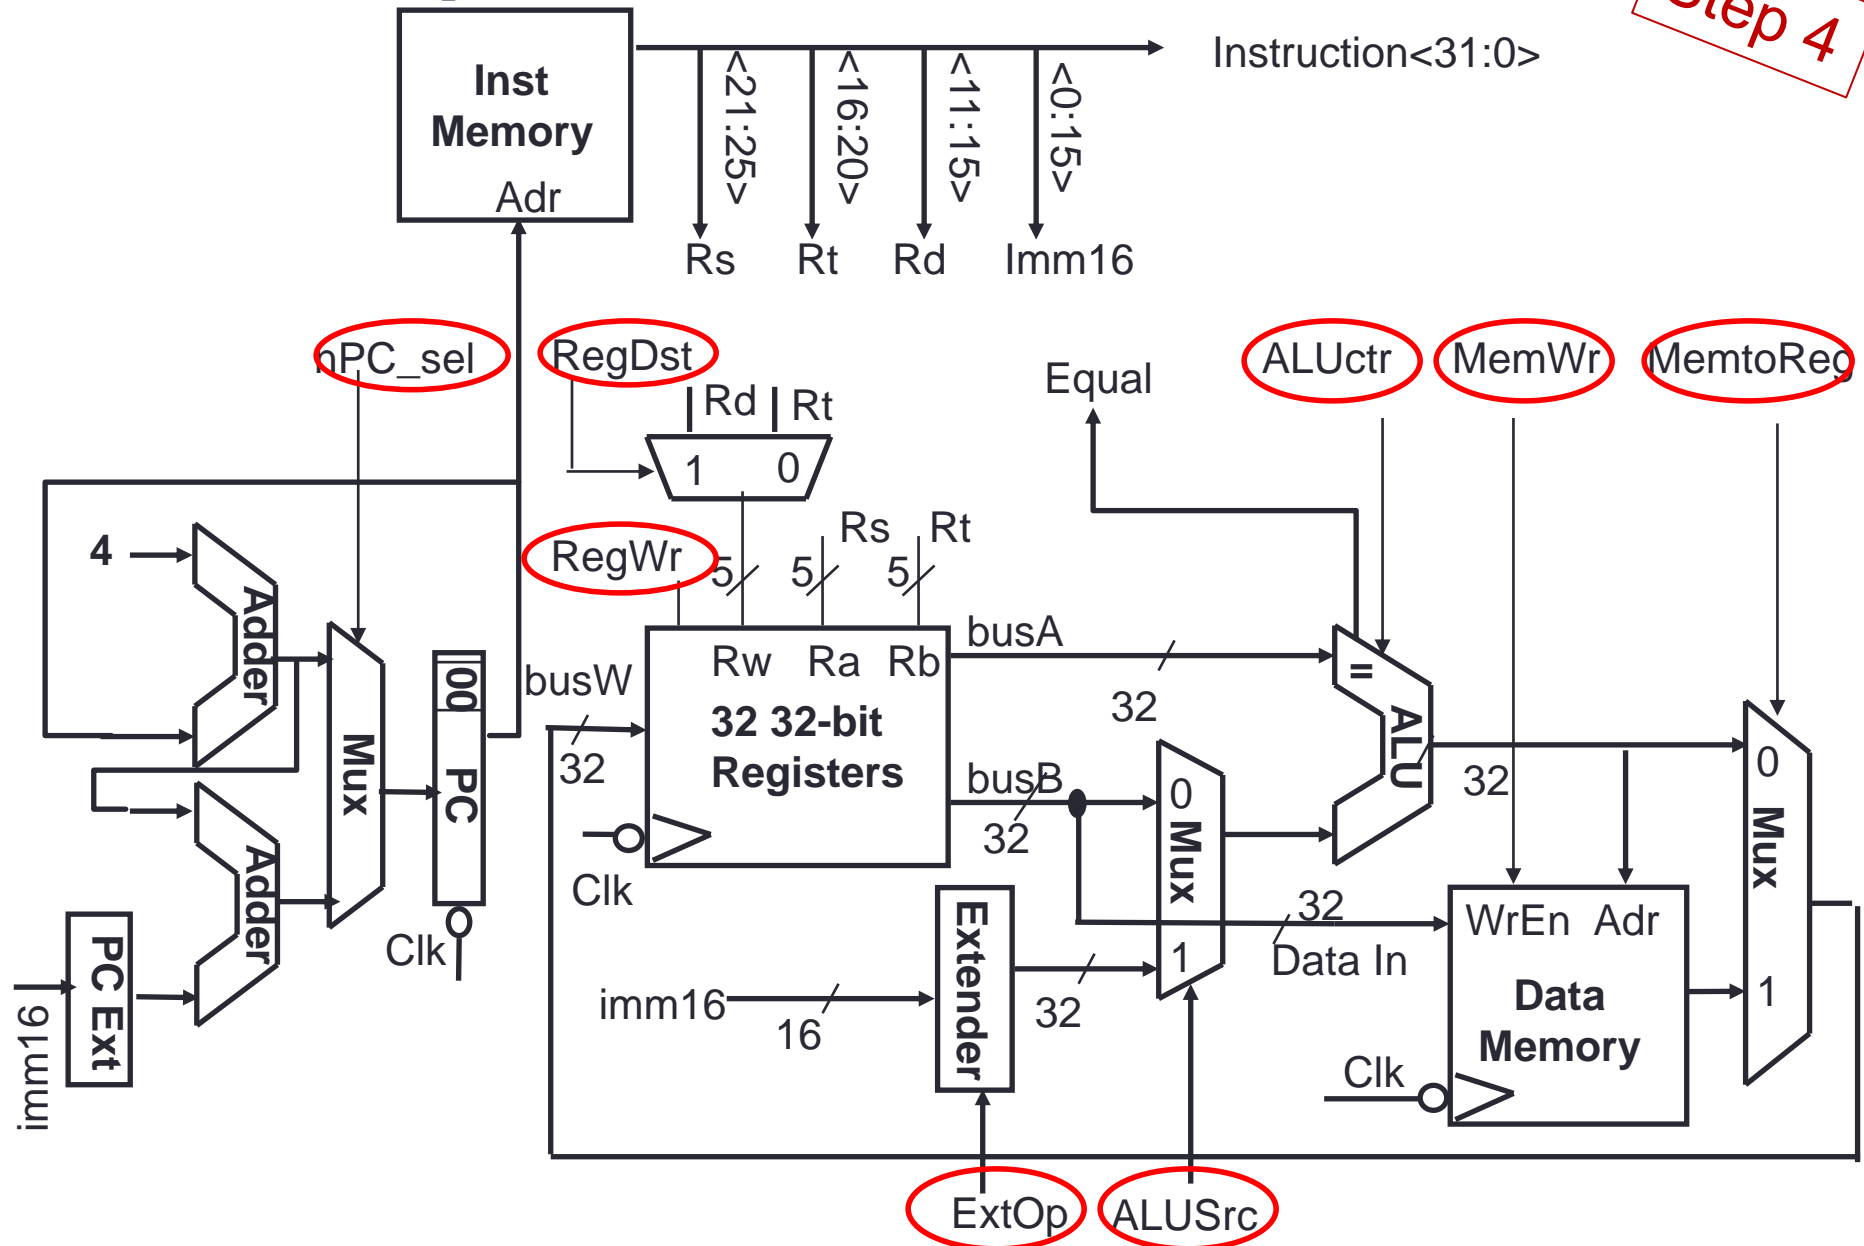 Step 4
Inst
Memory
Adr
Instruction<31:0>
<21:25>
<16:20>
<11:15>
<0:15>
Rs
Rt
Rd
Imm16
nPC_sel
RegDst
ALUctr
MemWr
MemtoReg
Equal
Rd
Rt
1
0
4
Adder
RegWr
5
5
5
Rs
Rt
busW
32
Rw
Ra
Rb
32 32-bit
Registers
Clk
busA
32
busB
32
=
ALU
32
0
Mux
1
Mux
00
PC
Clk
Adder
PC Ext
imm16
imm16
16
Extender
32
0
Mux
1
32
Data In
WrEn Adr
Data
Memory
Clk
ExtOp
ALUSrc